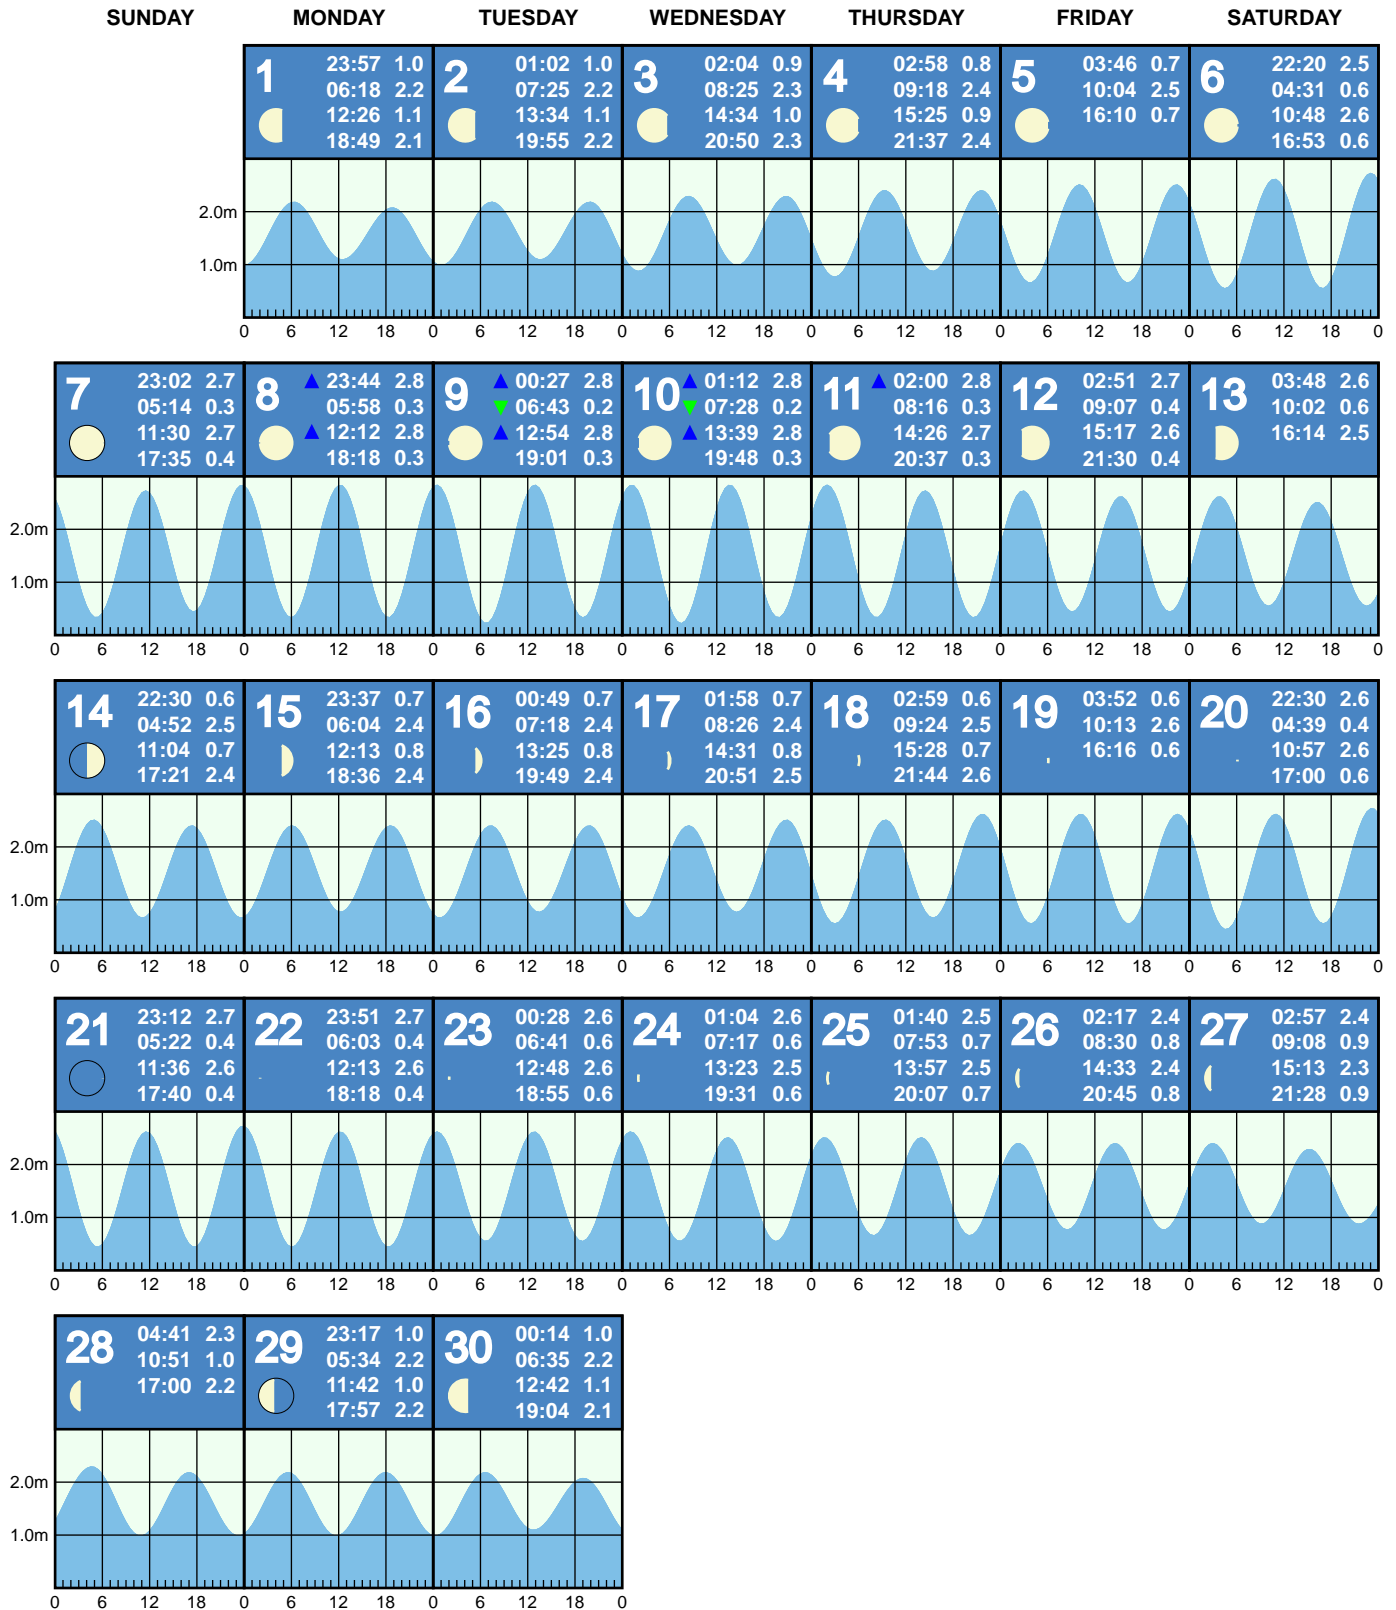 SUNDAY MONDAY TUESDAY WEDNESDAY THURSDAY FRIDAY SATURDAY
1 23:57 1.0 06:18 2.2 12:26 1.1 18:49 2.1
2 01:02 1.0 07:25 2.2 13:34 1.1 19:55 2.2
3 02:04 0.9 08:25 2.3 14:34 1.0 20:50 2.3
4 02:58 0.8 09:18 2.4 15:25 0.9 21:37 2.4
5 03:46 0.7 10:04 2.5 16:10 0.7
6 22:20 2.5 04:31 0.6 10:48 2.6 16:53 0.6
2.0m
1.0m
0 6 12 18 0 6 12 18 0 6 12 18 0 6 12 18 0 6 12 18 0 6 12 18 0
7 23:02 2.7 05:14 0.3 11:30 2.7 17:35 0.4
8 ▲ 23:44 2.8 05:58 0.3 ▲ 12:12 2.8 18:18 0.3
9 ▲ 00:27 2.8 ▼ 06:43 0.2 ▲ 12:54 2.8 19:01 0.3
10 ▲ 01:12 2.8 ▼ 07:28 0.2 ▲ 13:39 2.8 19:48 0.3
11 ▲ 02:00 2.8 08:16 0.3 14:26 2.7 20:37 0.3
12 02:51 2.7 09:07 0.4 15:17 2.6 21:30 0.4
13 03:48 2.6 10:02 0.6 16:14 2.5
2.0m
1.0m
0 6 12 18 0 6 12 18 0 6 12 18 0 6 12 18 0 6 12 18 0 6 12 18 0 6 12 18 0
14 22:30 0.6 04:52 2.5 11:04 0.7 17:21 2.4
15 23:37 0.7 06:04 2.4 12:13 0.8 18:36 2.4
16 00:49 0.7 07:18 2.4 13:25 0.8 19:49 2.4
17 01:58 0.7 08:26 2.4 14:31 0.8 20:51 2.5
18 02:59 0.6 09:24 2.5 15:28 0.7 21:44 2.6
19 03:52 0.6 10:13 2.6 16:16 0.6
20 22:30 2.6 04:39 0.4 10:57 2.6 17:00 0.6
2.0m
1.0m
0 6 12 18 0 6 12 18 0 6 12 18 0 6 12 18 0 6 12 18 0 6 12 18 0 6 12 18 0
21 23:12 2.7 05:22 0.4 11:36 2.6 17:40 0.4
22 23:51 2.7 06:03 0.4 12:13 2.6 18:18 0.4
23 00:28 2.6 06:41 0.6 12:48 2.6 18:55 0.6
24 01:04 2.6 07:17 0.6 13:23 2.5 19:31 0.6
25 01:40 2.5 07:53 0.7 13:57 2.5 20:07 0.7
26 02:17 2.4 08:30 0.8 14:33 2.4 20:45 0.8
27 02:57 2.4 09:08 0.9 15:13 2.3 21:28 0.9
2.0m
1.0m
0 6 12 18 0 6 12 18 0 6 12 18 0 6 12 18 0 6 12 18 0 6 12 18 0 6 12 18 0
28 04:41 2.3 10:51 1.0 17:00 2.2
29 23:17 1.0 05:34 2.2 11:42 1.0 17:57 2.2
30 00:14 1.0 06:35 2.2 12:42 1.1 19:04 2.1
2.0m
1.0m
0 6 12 18 0 6 12 18 0 6 12 18 0